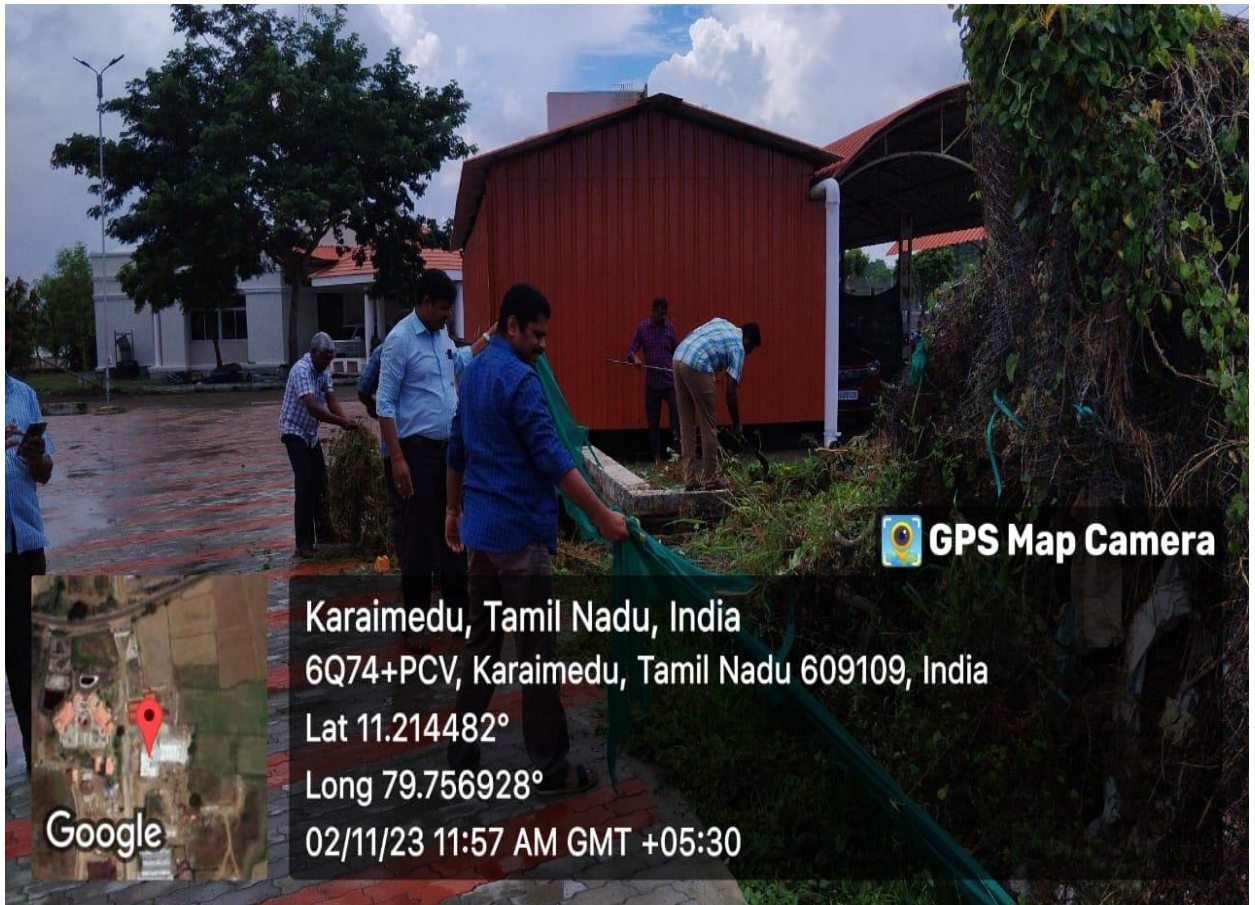 GPS Map Camera
Karaimedu, Tamil Nadu, India
6Q74+PCV, Karaimedu, Tamil Nadu 609109, India
Lat 11.214482°
Long 79.756928°
02/11/23 11:57 AM GMT +05:30
Google